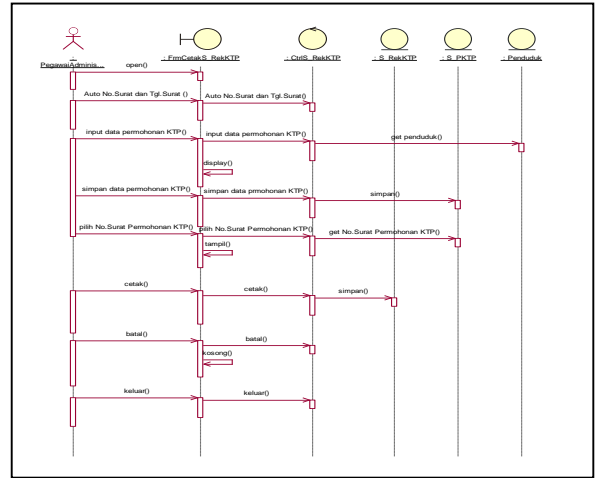 : FrmCetakS_RekKTP
: CtrlS_RekKTP
: S_RekKTP
: S_PKTP
: Penduduk
:
PegawaiAdminis...
open()
Auto No.Surat dan Tgl.Surat ()
Auto No.Surat dan Tgl.Surat()
input data permohonan KTP()
input data permohonan KTP()
get penduduk()
display()
simpan data permohonan KTP()
simpan data prmohonan KTP()
simpan()
pilih No.Surat Permohonan KTP()
pilih No.Surat Permohonan KTP()
get No.Surat Permohonan KTP()
tampil()
cetak()
cetak()
simpan()
batal()
batal()
kosong()
keluar()
keluar()